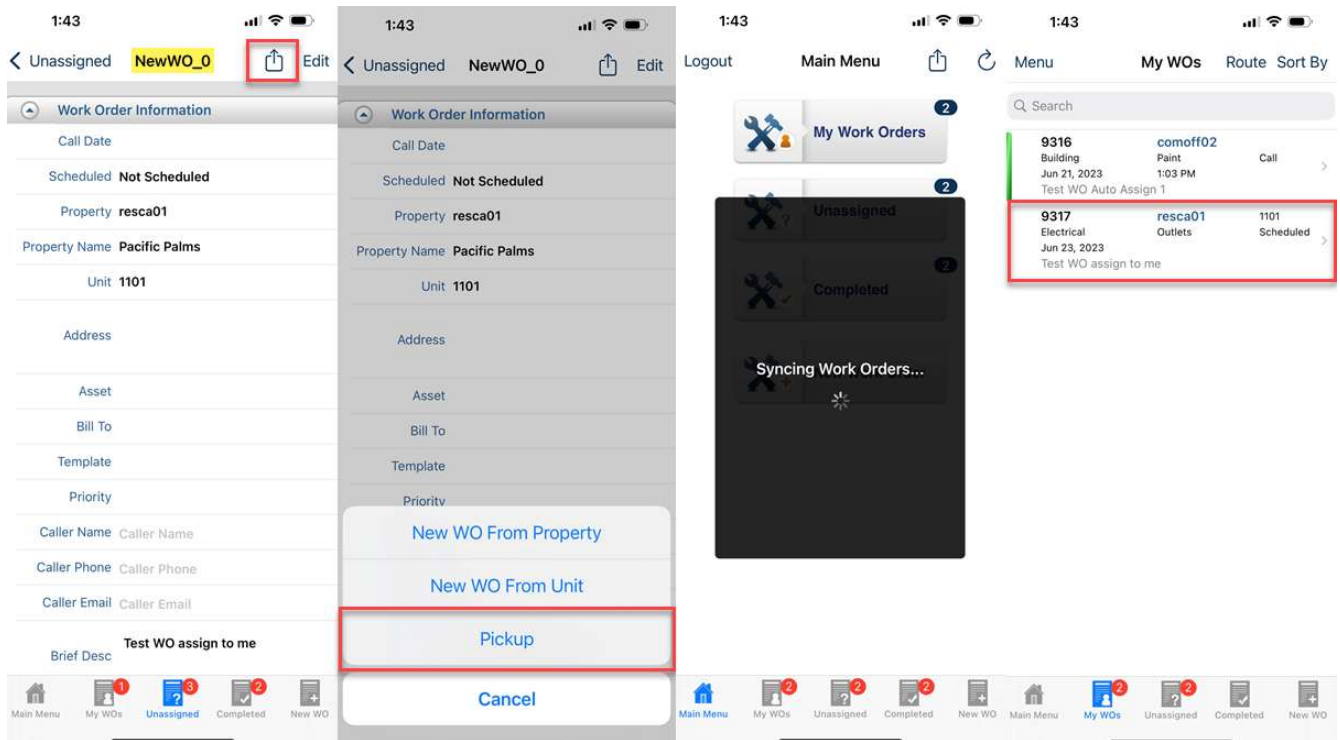 1:43
Unassigned NewWO_0 Edit
Work Order Information
Call Date
Scheduled Not Scheduled
Property resca01
Property Name Pacific Palms
Unit 1101
Address
Asset
Bill To
Template
Priority
Caller Name Caller Name
Caller Phone Caller Phone
Caller Email Caller Email
Test WO assign to me
Brief Desc
1 3 2
Main Menu My WOs Unassigned Completed New WO
1:43
Unassigned NewWO_0 Edit
Work Order Information
Call Date
Scheduled Not Scheduled
Property resca01
Property Name Pacific Palms
Unit 1101
Address
Asset
Bill To
Template
Priority
New WO From Property
New WO From Unit
Pickup
Cancel
1:43
Logout Main Menu
2
My Work Orders
2
Unassigned
2
Completed
Syncing Work Orders...
2 2 2
Main Menu My WOs Unassigned Completed New WO
1:43
Menu My WOs Route Sort By
Search
9316 comoff02
Building Paint Call
Jun 21, 2023 1:03 PM
Test WO Auto Assign 1
9317 resca01 1101
Electrical Outlets Scheduled
Jun 23, 2023
Test WO assign to me
2 2
Main Menu My WOs Unassigned Completed New WO